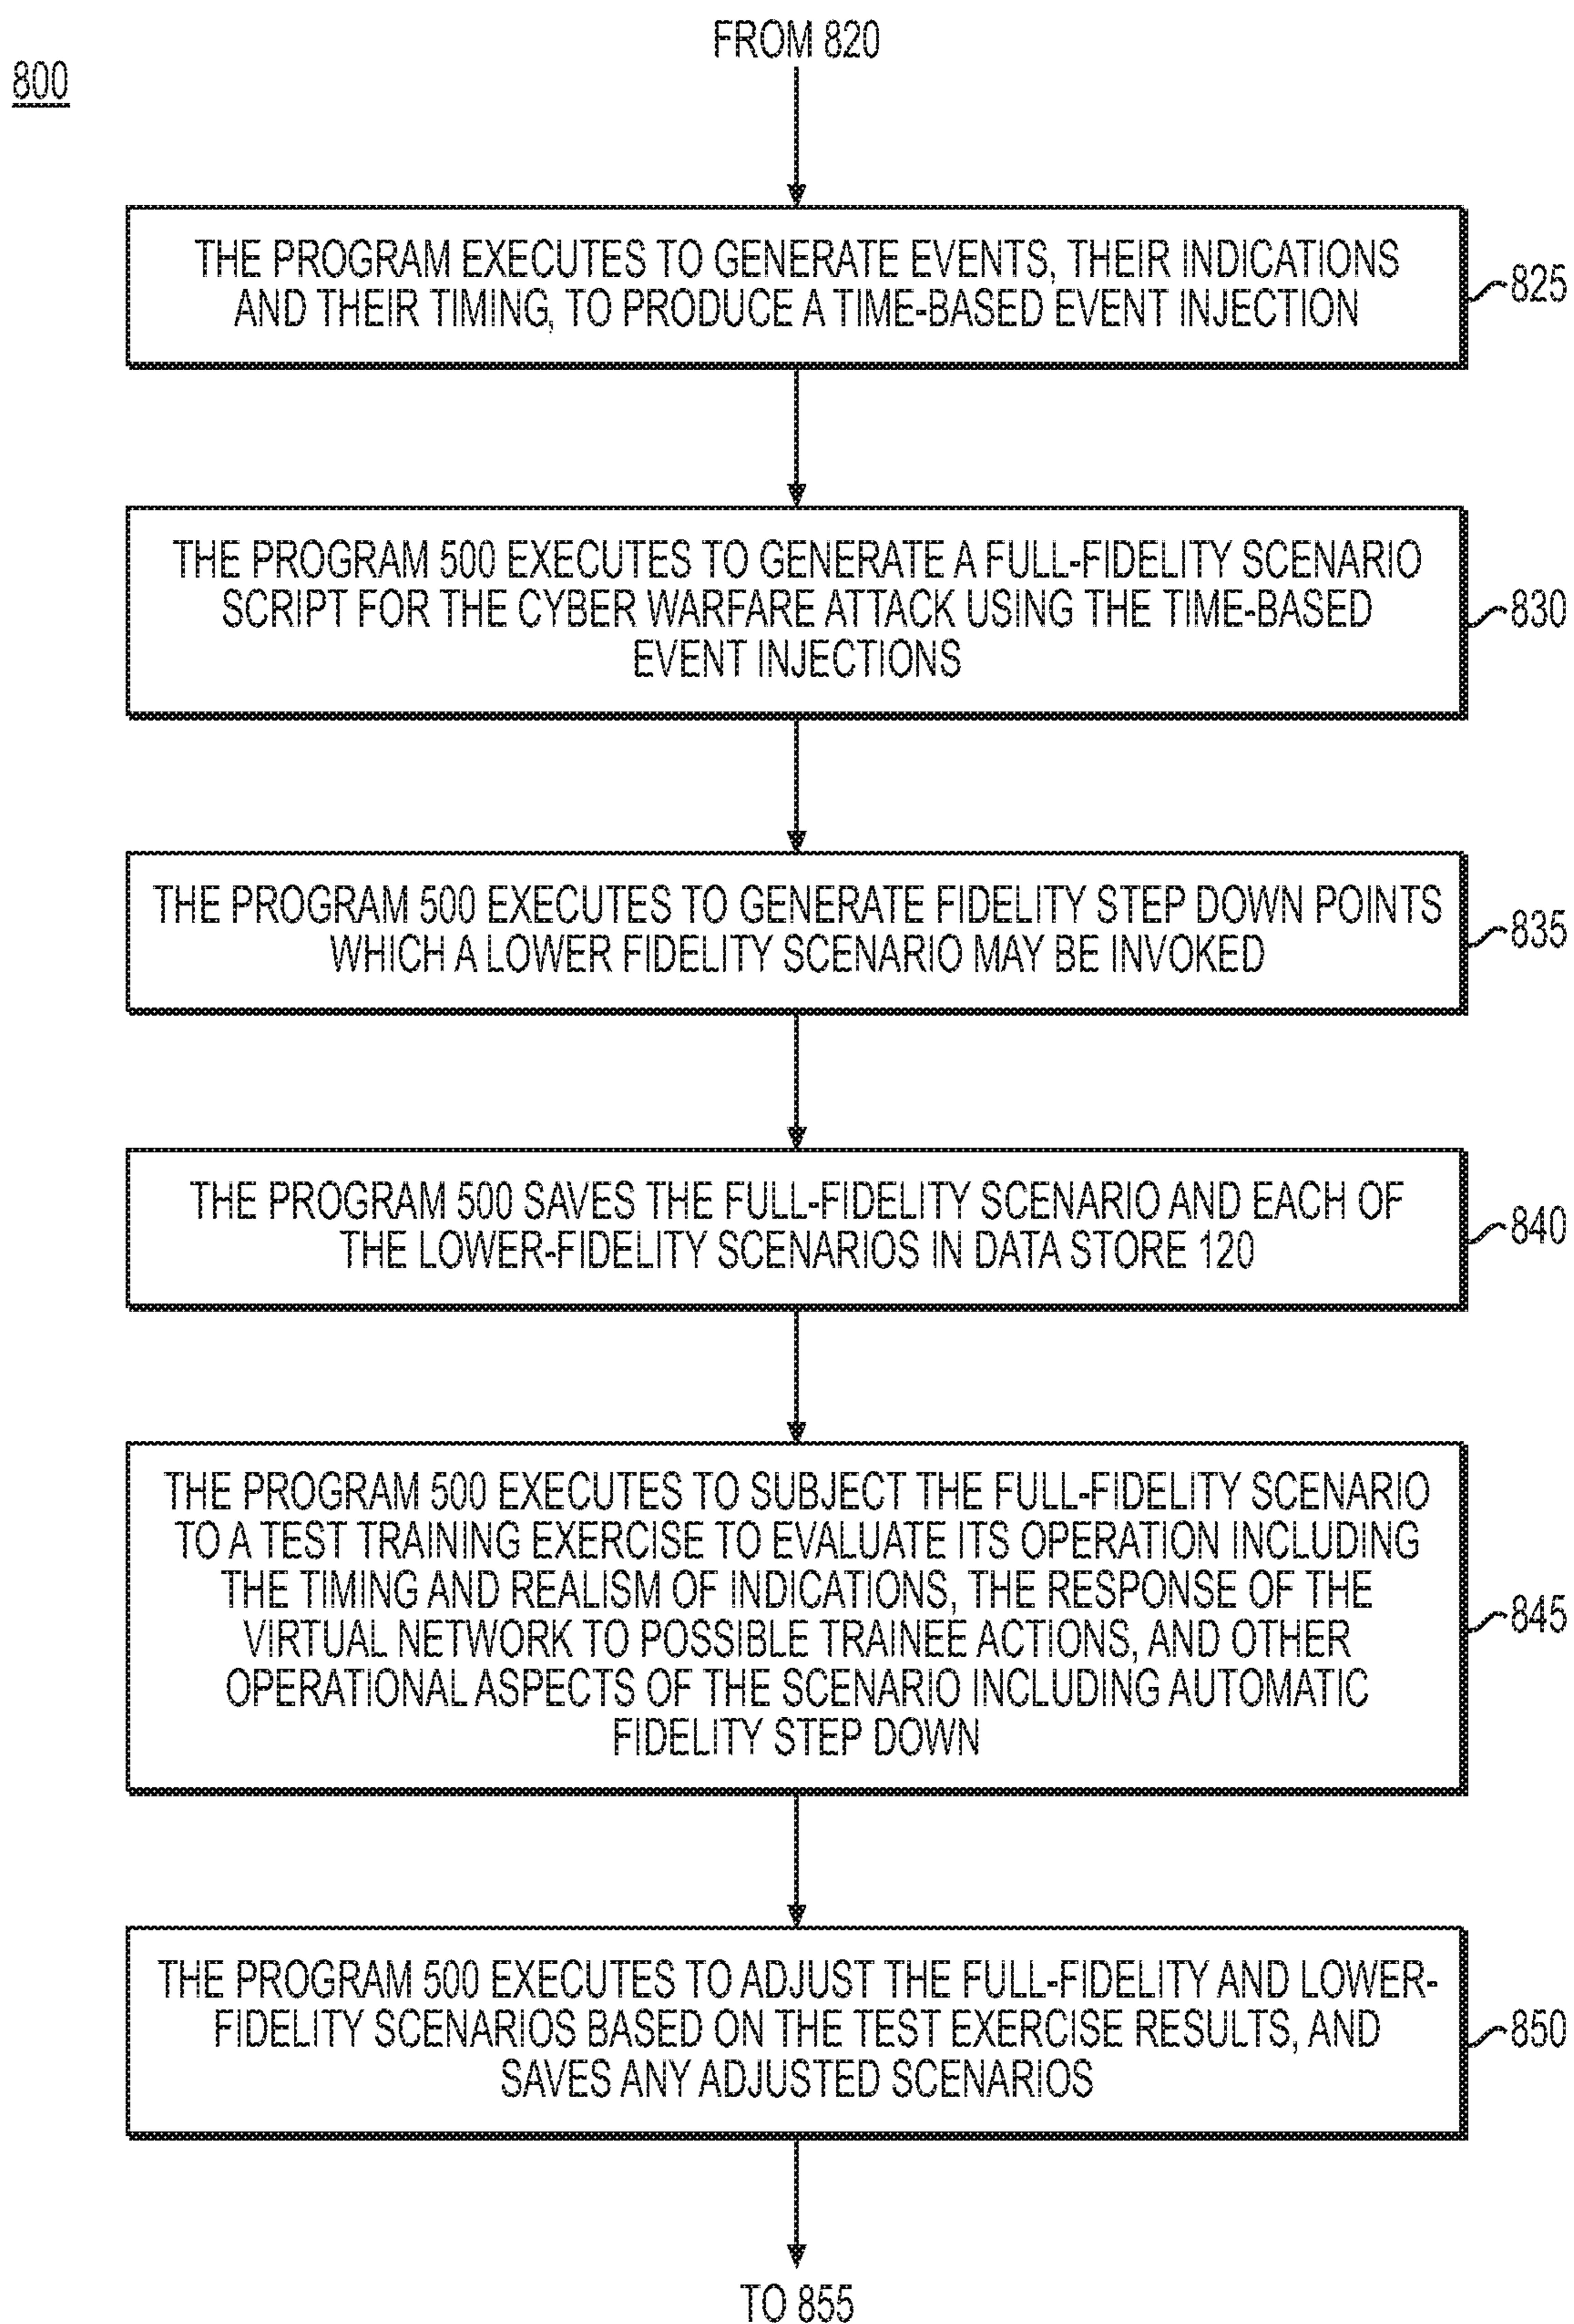 FROM 820
800
THE PROGRAM EXECUTES TO GENERATE EVENTS, THEIR INDICATIONS
AND THEIR TIMING, TO PRODUCE A TIME-BASED EVENT INJECTION
825
THE PROGRAM 500 EXECUTES TO GENERATE A FULL-FIDELITY SCENARIO
SCRIPT FOR THE CYBER WARFARE ATTACK USING THE TIME-BASED
EVENT INJECTIONS
830
THE PROGRAM 500 EXECUTES TO GENERATE FIDELITY STEP DOWN POINTS
WHICH A LOWER FIDELITY SCENARIO MAY BE INVOKED
835
THE PROGRAM 500 SAVES THE FULL-FIDELITY SCENARIO AND EACH OF
THE LOWER-FIDELITY SCENARIOS IN DATA STORE 120
840
THE PROGRAM 500 EXECUTES TO SUBJECT THE FULL-FIDELITY SCENARIO
TO A TEST TRAINING EXERCISE TO EVALUATE ITS OPERATION INCLUDING
THE TIMING AND REALISM OF INDICATIONS, THE RESPONSE OF THE
VIRTUAL NETWORK TO POSSIBLE TRAINEE ACTIONS, AND OTHER
OPERATIONAL ASPECTS OF THE SCENARIO INCLUDING AUTOMATIC
FIDELITY STEP DOWN
845
THE PROGRAM 500 EXECUTES TO ADJUST THE FULL-FIDELITY AND LOWER-
FIDELITY SCENARIOS BASED ON THE TEST EXERCISE RESULTS, AND
SAVES ANY ADJUSTED SCENARIOS
850
TO 855